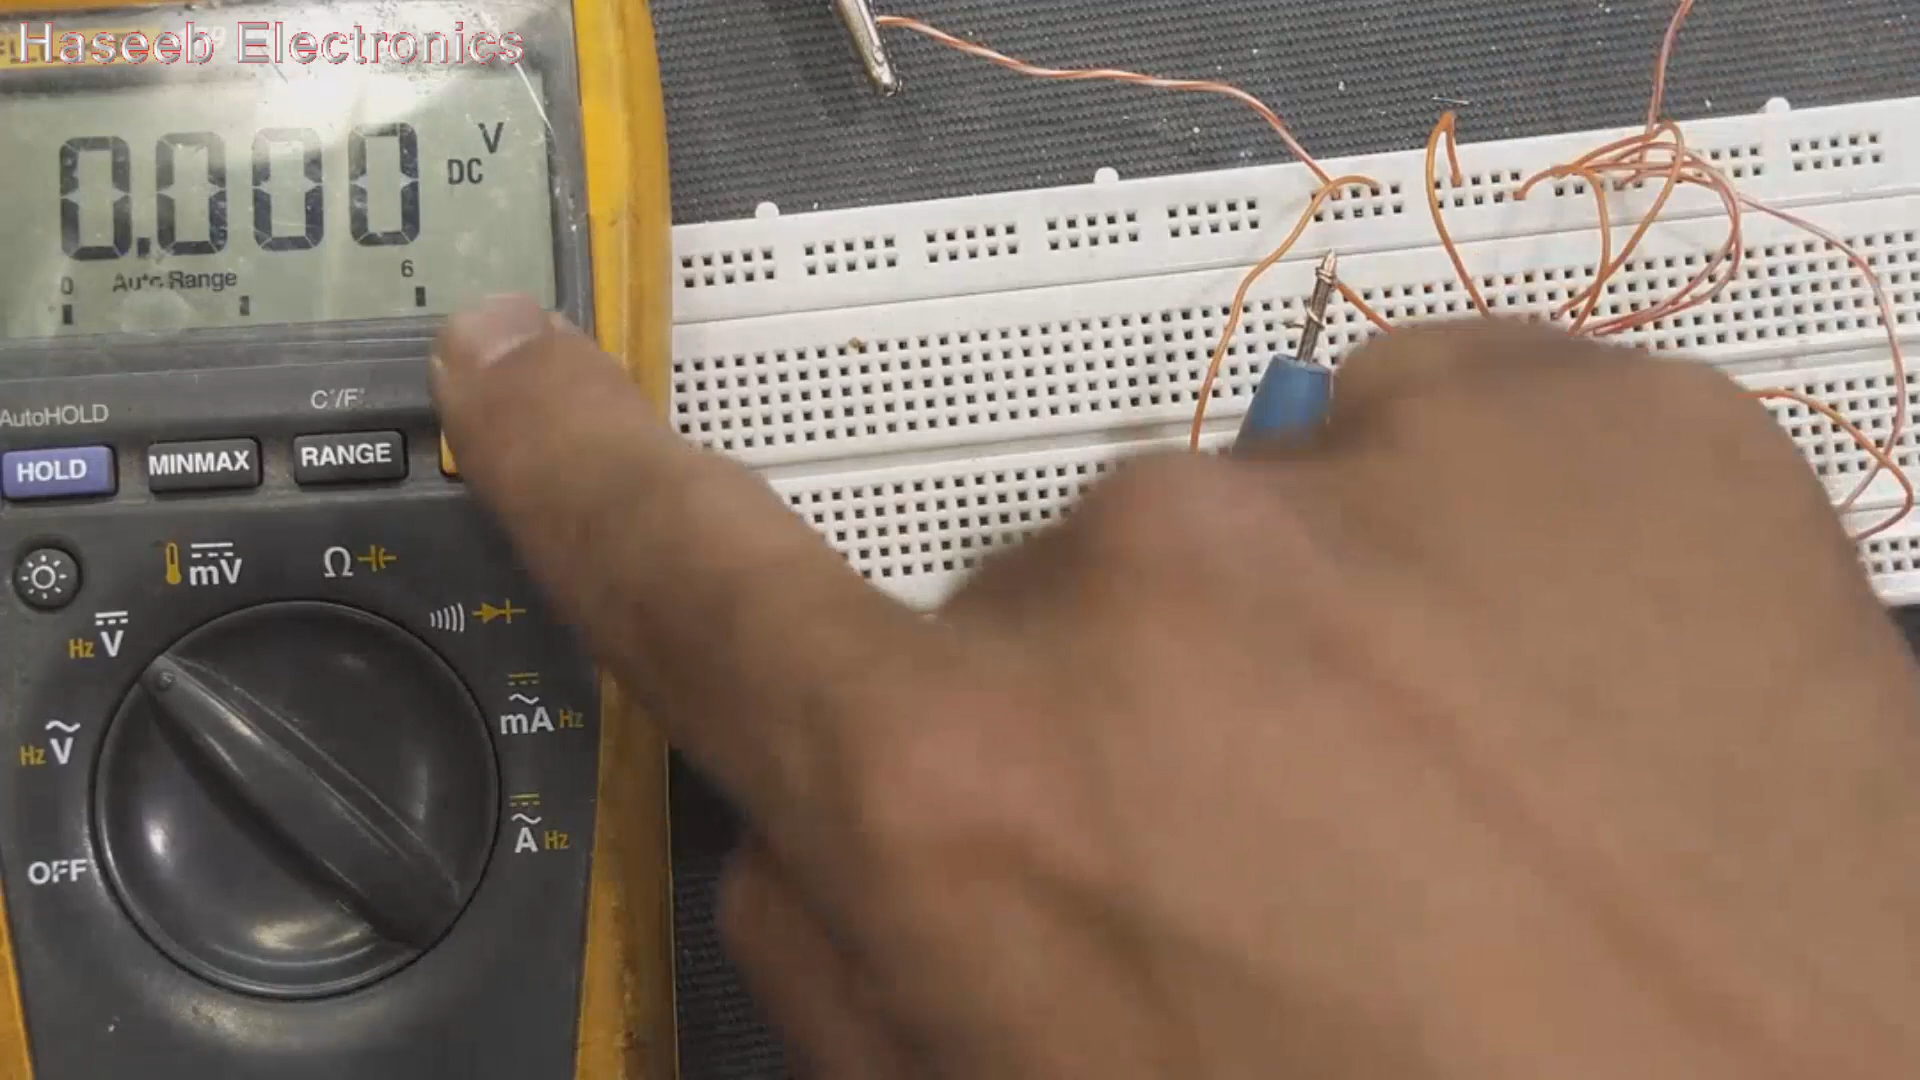 Haseeb Electronics
0.000 V
DC
0 Auto Range 6
AutoHOLD C°/F°
HOLD MINMAX RANGE
mV Ω
Hz V
mA Hz
Hz V
A Hz
OFF